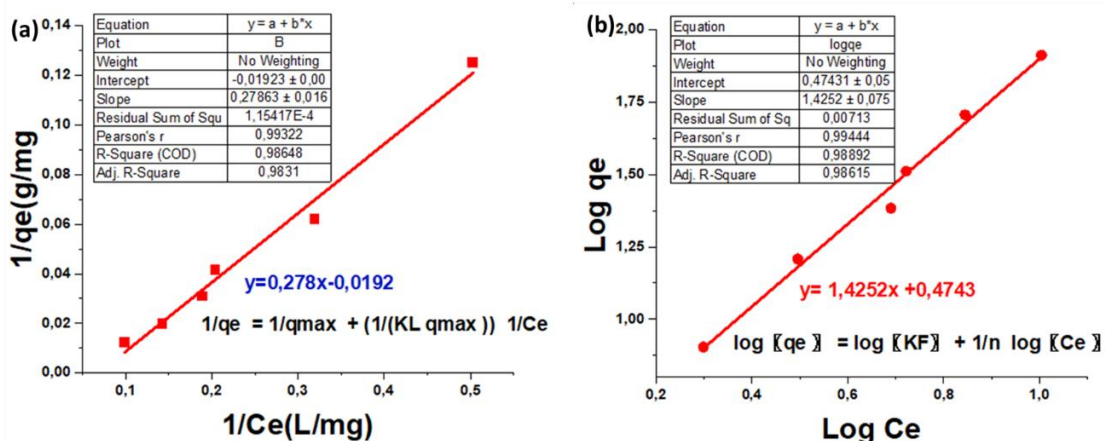 (a)
Equation y = a + b*x
Plot B
Weight No Weighting
Intercept -0,01923 ± 0,00
Slope 0,27863 ± 0,016
Residual Sum of Squ 1,15417E-4
Pearson's r 0,99322
R-Square (COD) 0,98648
Adj. R-Square 0,9831
0,14
0,12
0,10
0,08
0,06
0,04
0,02
0,00
1/qe(g/mg)
y=0,278x-0,0192
1/qe = 1/qmax + (1/(KL qmax )) 1/Ce
0,1 0,2 0,3 0,4 0,5
1/Ce(L/mg)
(b)
Equation y = a + b*x
Plot logqe
Weight No Weighting
Intercept 0,47431 ± 0,05
Slope 1,4252 ± 0,075
Residual Sum of Sq 0,00713
Pearson's r 0,99444
R-Square (COD) 0,98892
Adj. R-Square 0,98615
2,00
1,75
1,50
1,25
1,00
Log qe
y= 1,4252x +0,4743
log〖qe〗 = log〖KF〗 + 1/n log〖Ce〗
0,2 0,4 0,6 0,8 1,0
Log Ce